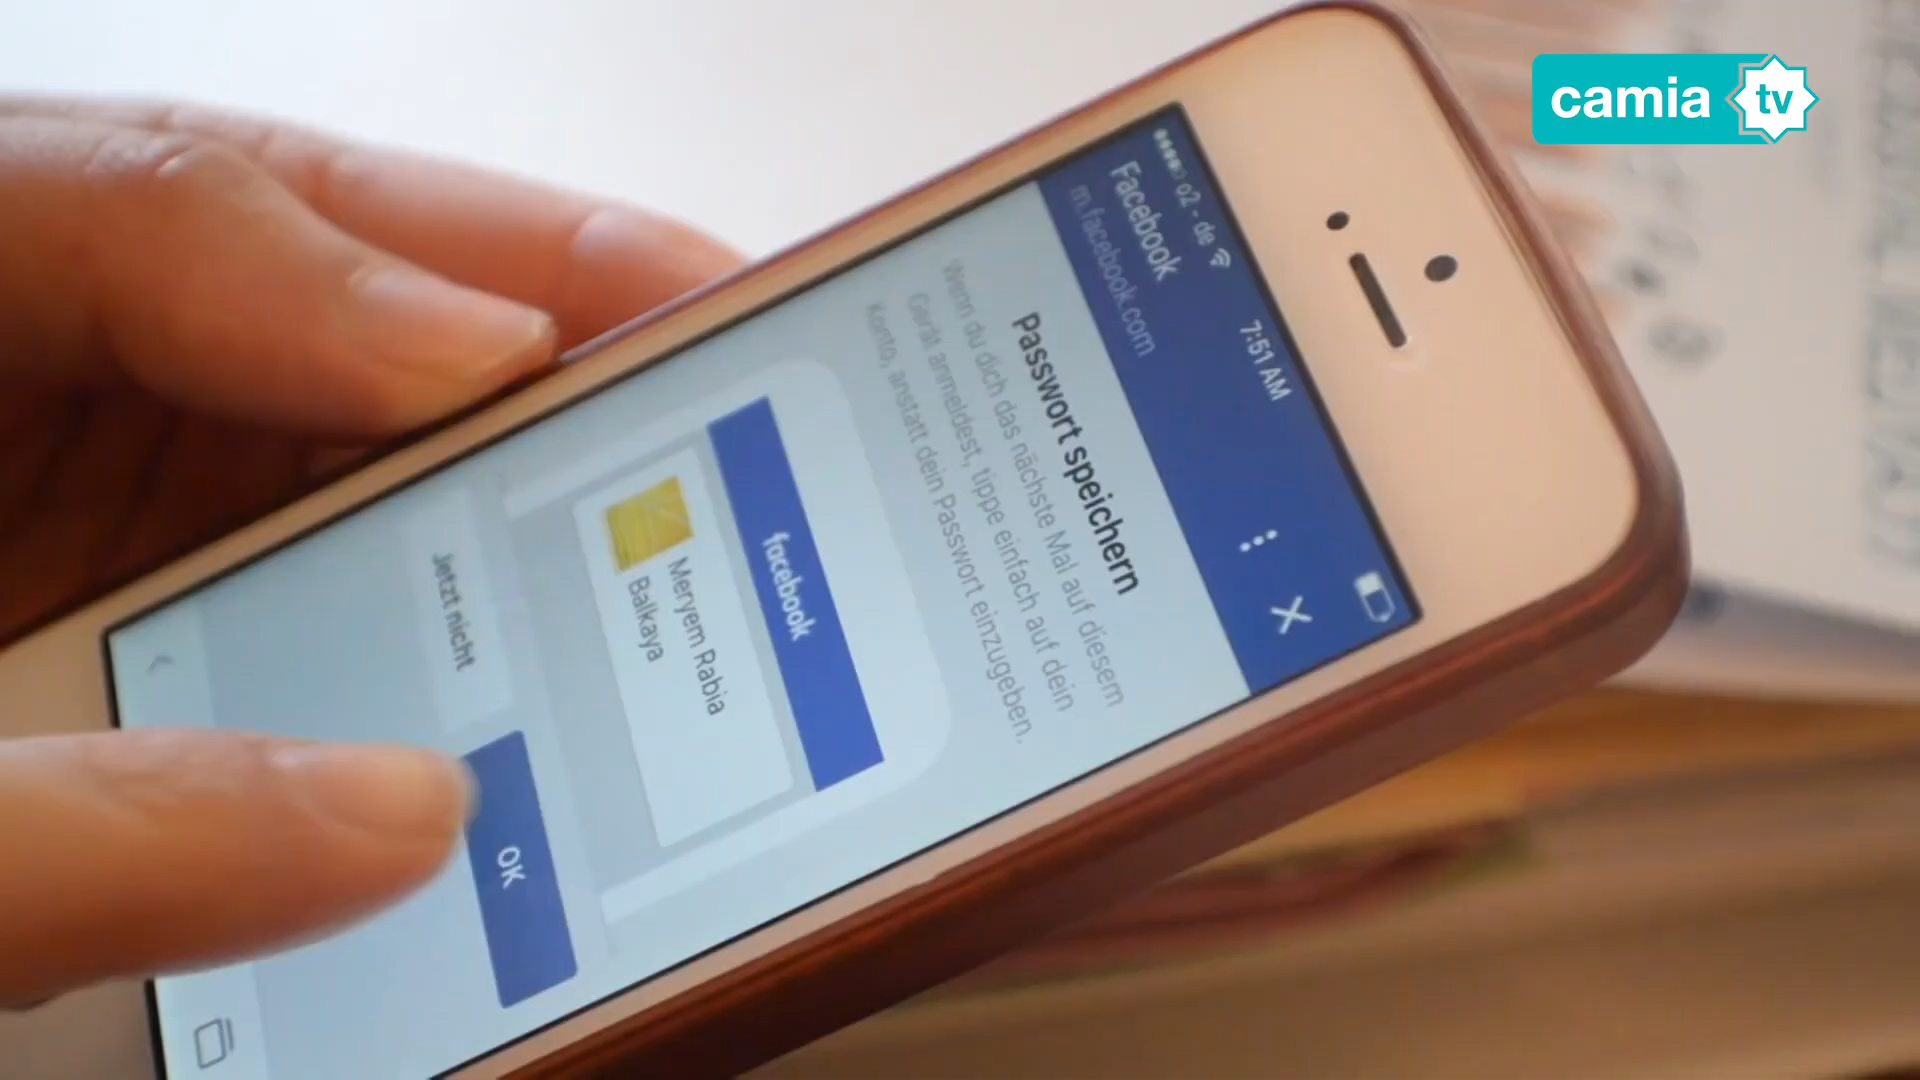 camia tv
o2 - de 7:51 AM
Facebook
m.facebook.com
Passwort speichern
Wenn du dich das nächste Mal auf diesem
Gerät anmeldest, tippe einfach auf dein
Konto, anstatt dein Passwort einzugeben.
facebook
Meryem Rabia
Balkaya
Jetzt nicht
OK